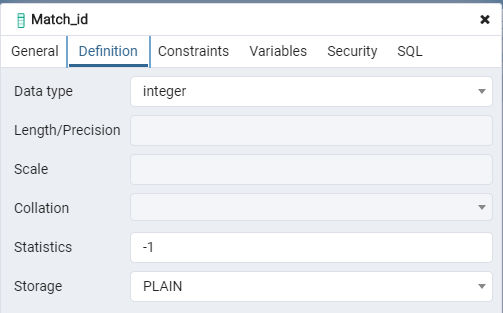 Match_id
General Definition Constraints Variables Security SQL
Data type integer
Length/Precision
Scale
Collation
Statistics -1
Storage PLAIN